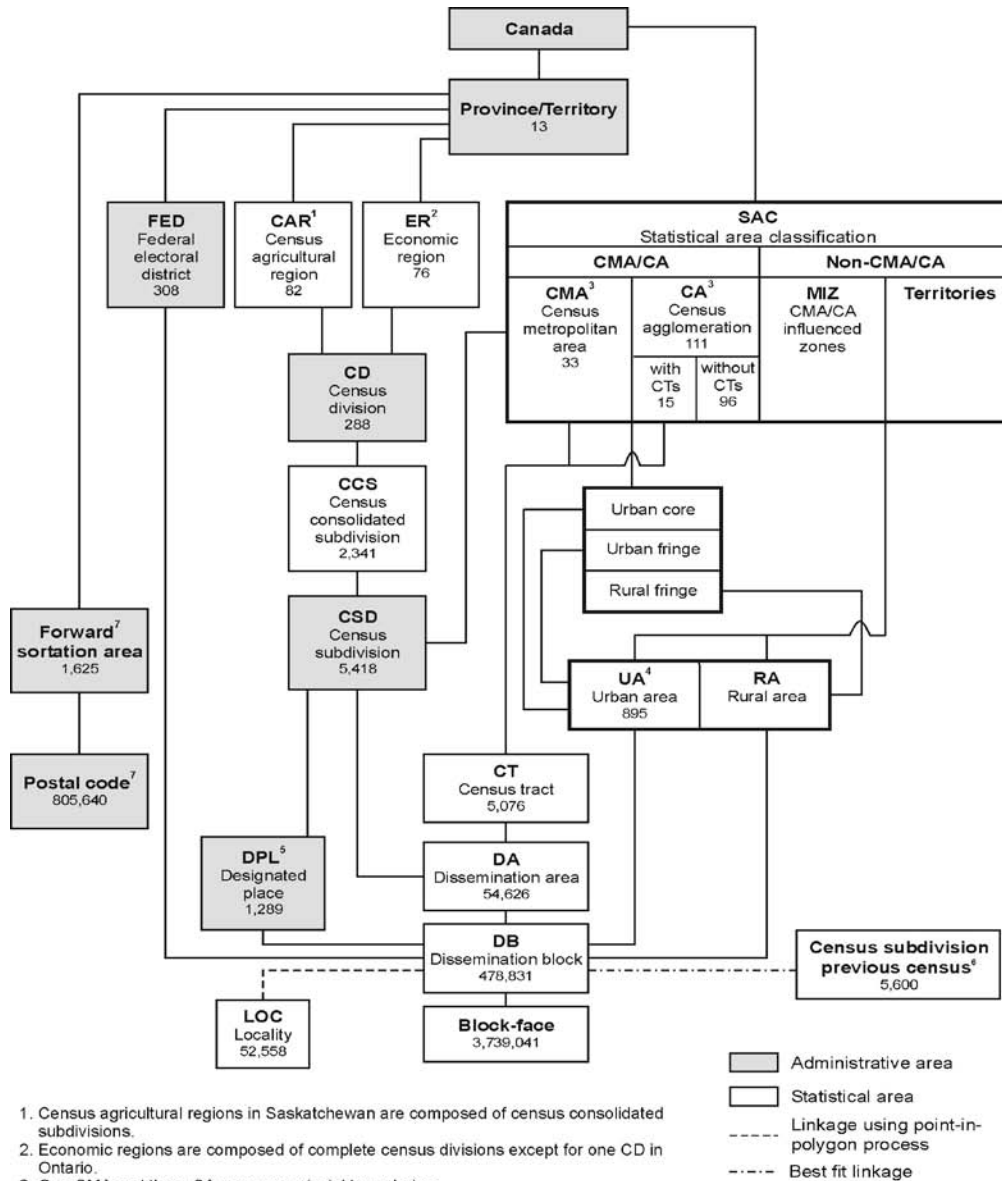 Canada
Province/Territory
13
FED
Federal
electoral
district
308
CAR¹
Census
agricultural
region
82
ER²
Economic
region
76
SAC
Statistical area classification
CMA/CA
Non-CMA/CA
CMA³
Census
metropolitan
area
33
CA³
Census
agglomeration
111
with
CTs
15
without
CTs
96
MIZ
CMA/CA
influenced
zones
Territories
CD
Census
division
288
CCS
Census
consolidated
subdivision
2,341
Urban core
Urban fringe
Rural fringe
CSD
Census
subdivision
5,418
Forward⁷
sortation area
1,625
UA⁴
Urban area
895
RA
Rural area
Postal code⁷
805,640
CT
Census tract
5,076
DPL⁵
Designated
place
1,289
DA
Dissemination area
54,626
DB
Dissemination block
478,831
Census subdivision
previous census⁶
5,600
LOC
Locality
52,558
Block-face
3,739,041
Administrative area
Statistical area
Linkage using point-in-
polygon process
Best fit linkage
1. Census agricultural regions in Saskatchewan are composed of census consolidated
subdivisions.
2. Economic regions are composed of complete census divisions except for one CD in
Ontario.